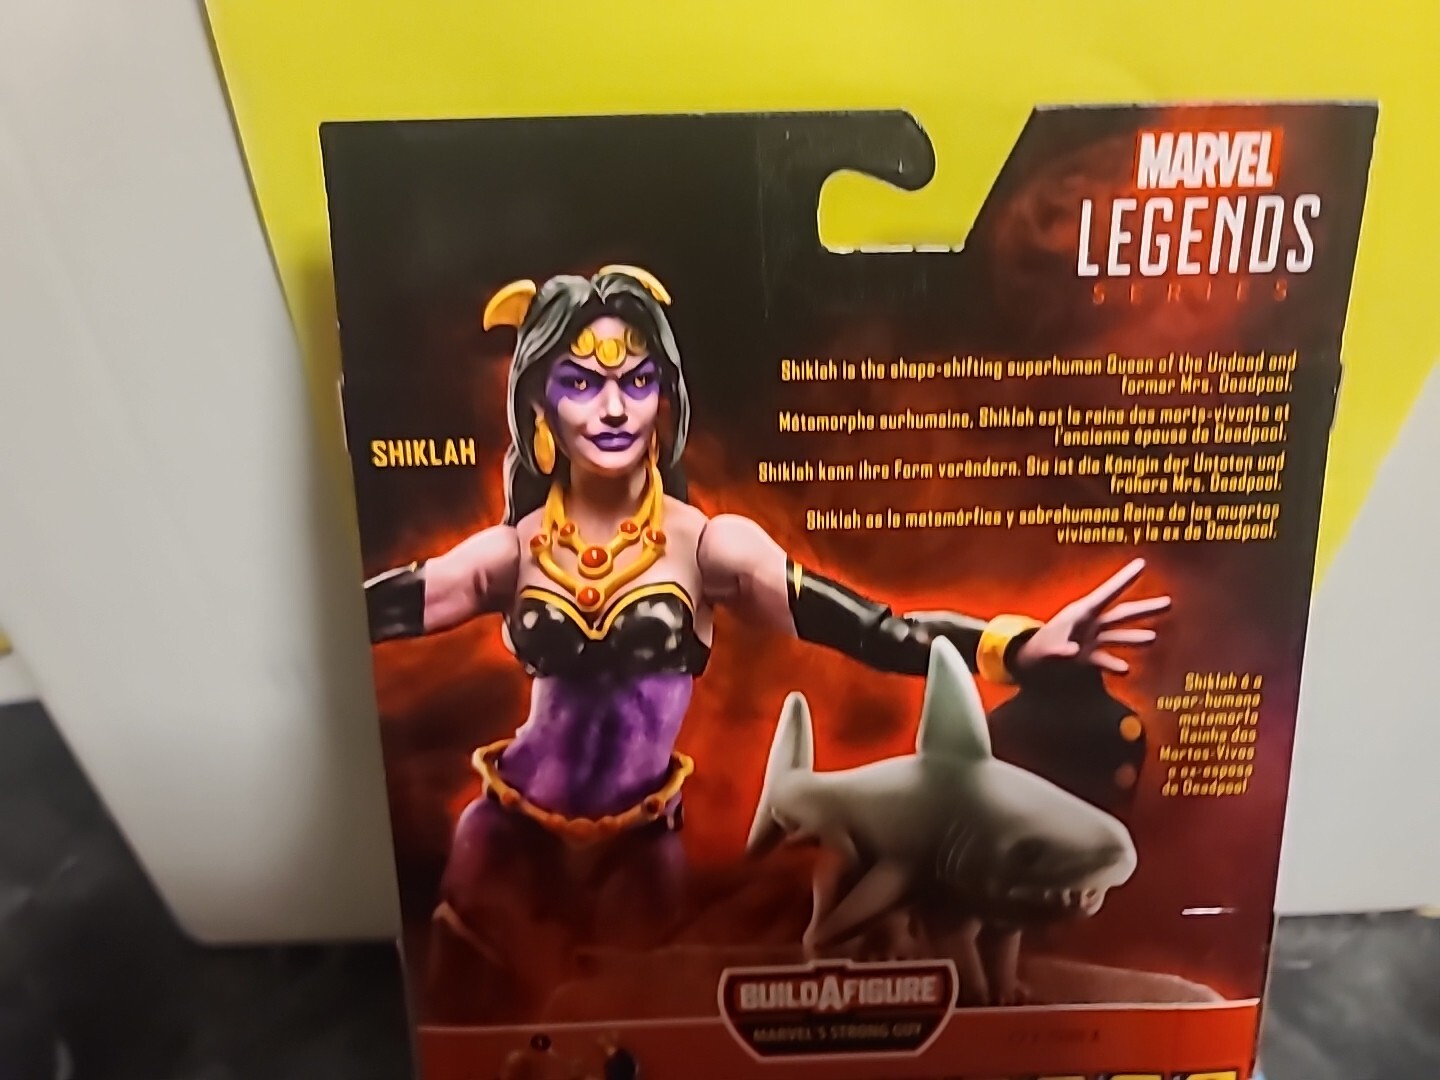 MARVEL
LEGENDS
SERIES
Shiklah is the shape-shifting superhuman Queen of the Undead and
former Mrs. Deadpool.
Métamorphe surhumaine, Shiklah est la reine des morts-vivants et
l'ancienne épouse de Deadpool.
Shiklah kann ihre Form verändern. Sie ist die Königin der Untoten und
frühere Mrs. Deadpool.
Shiklah es la metamórfica y sobrehumana Reina de los muertos
vivientes, y la ex de Deadpool.
SHIKLAH
Shiklah é a
super-humana
metamorfa
Rainha dos
Mortos-Vivos
e ex-esposa
de Deadpool
BUILD A FIGURE
MARVEL'S STRONG GUY